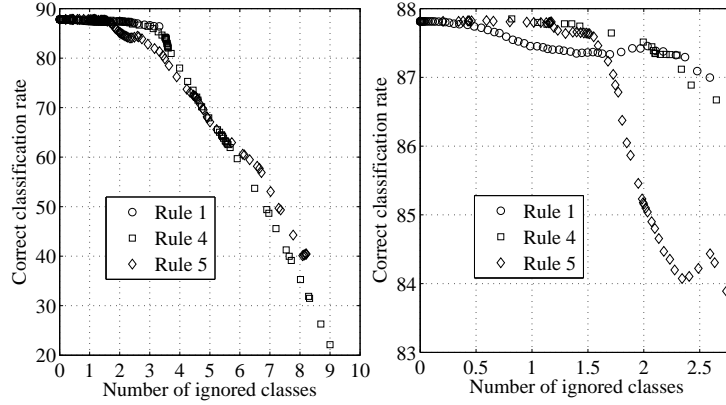 90
80
70
60
50
40
30
20
0 1 2 3 4 5 6 7 8 9 10
Number of ignored classes
Correct classification rate
Rule 1
Rule 4
Rule 5
88
87
86
85
84
83
0 0.5 1 1.5 2 2.5
Number of ignored classes
Correct classification rate
Rule 1
Rule 4
Rule 5